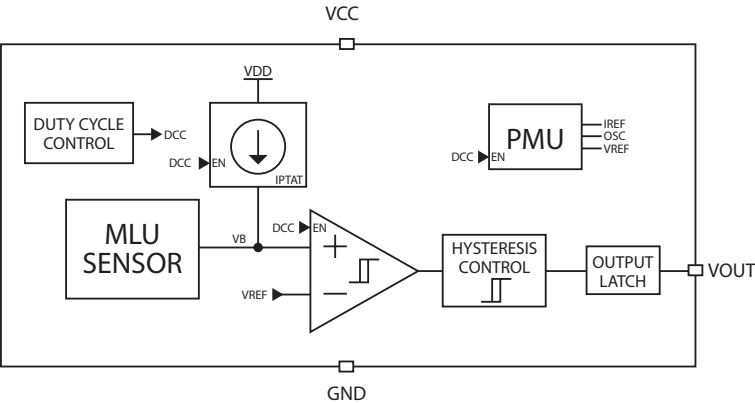 VCC
VDD
DUTY CYCLE
CONTROL
DCC
DCC
EN
IPTAT
PMU
DCC
EN
IREF
OSC
VREF
MLU
SENSOR
VB
DCC
EN
+
VREF
−
HYSTERESIS
CONTROL
OUTPUT
LATCH
VOUT
GND